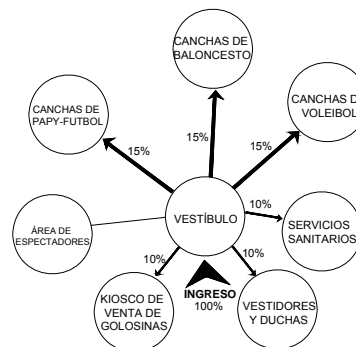 CANCHAS DE
BALONCESTO
CANCHAS DE
PAPY-FUTBOL
CANCHAS DE
VOLEIBOL
15%
15%
15%
VESTÍBULO
10%
SERVICIOS
SANITARIOS
ÁREA DE
ESPECTADORES
10%
10%
KIOSCO DE
VENTA DE
GOLOSINAS
INGRESO
100%
VESTIDORES
Y DUCHAS